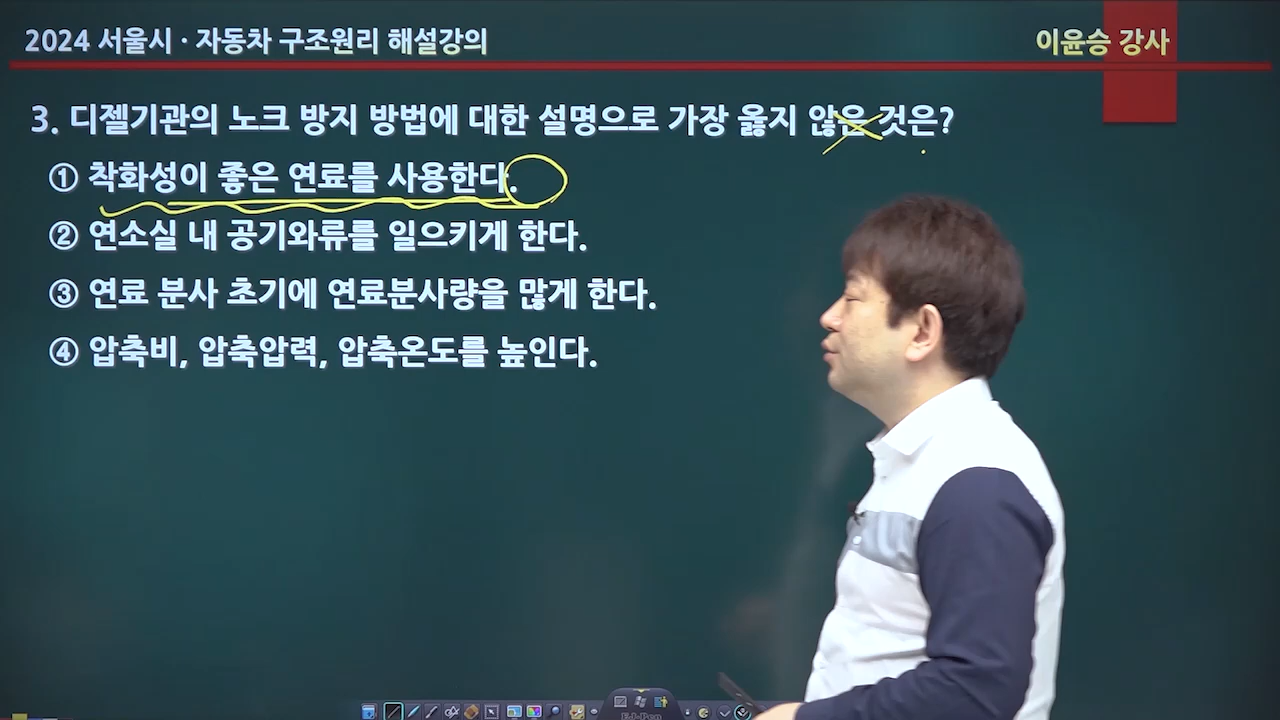 2024 서울시 · 자동차 구조원리 해설강의
이윤승 강사
3. 디젤기관의 노크 방지 방법에 대한 설명으로 가장 옳지 않은 것은?
① 착화성이 좋은 연료를 사용한다.
② 연소실 내 공기와류를 일으키게 한다.
③ 연료 분사 초기에 연료분사량을 많게 한다.
④ 압축비, 압축압력, 압축온도를 높인다.